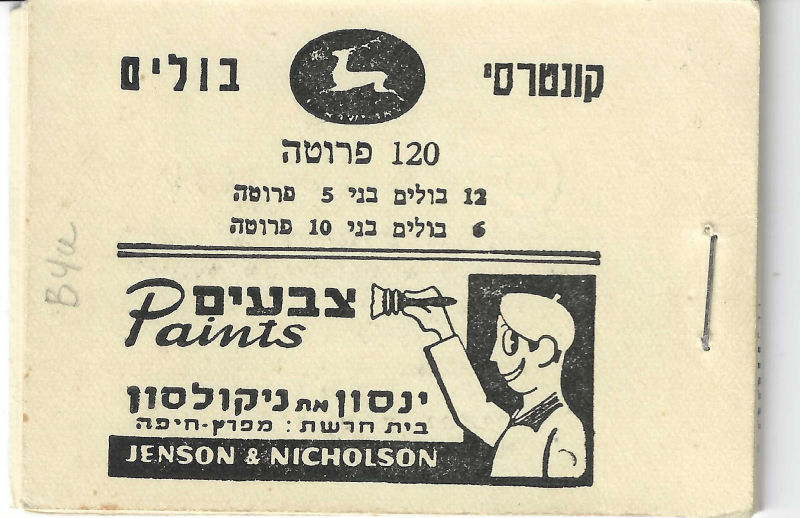 קונטרסי בולים
120 פרוטה
12 בולים בני 5 פרוטה
6 בולים בני 10 פרוטה
צבעים
Paints
ינסון את ניקולסון
בית חרשת: מפרץ-חיפה
JENSON & NICHOLSON
B4a